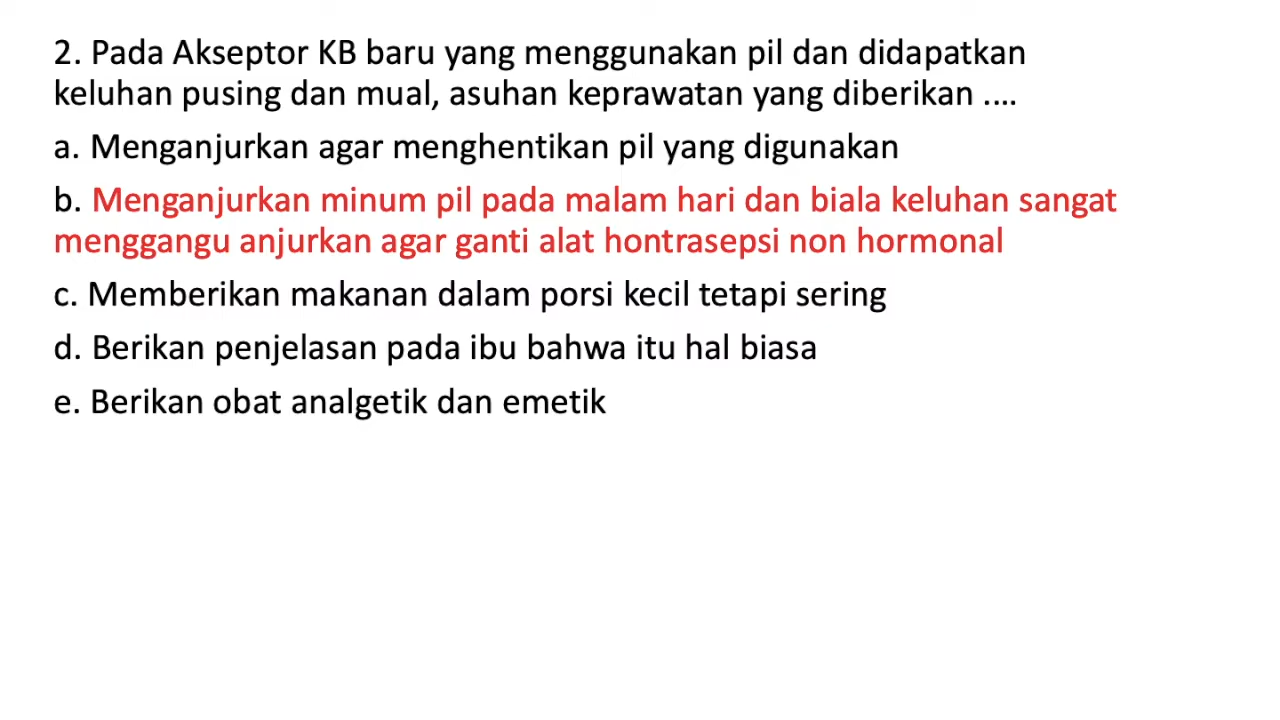 2. Pada Akseptor KB baru yang menggunakan pil dan didapatkan
keluhan pusing dan mual, asuhan keprawatan yang diberikan ....
a. Menganjurkan agar menghentikan pil yang digunakan
b. Menganjurkan minum pil pada malam hari dan biala keluhan sangat
menggangu anjurkan agar ganti alat hontrasepsi non hormonal
c. Memberikan makanan dalam porsi kecil tetapi sering
d. Berikan penjelasan pada ibu bahwa itu hal biasa
e. Berikan obat analgetik dan emetik